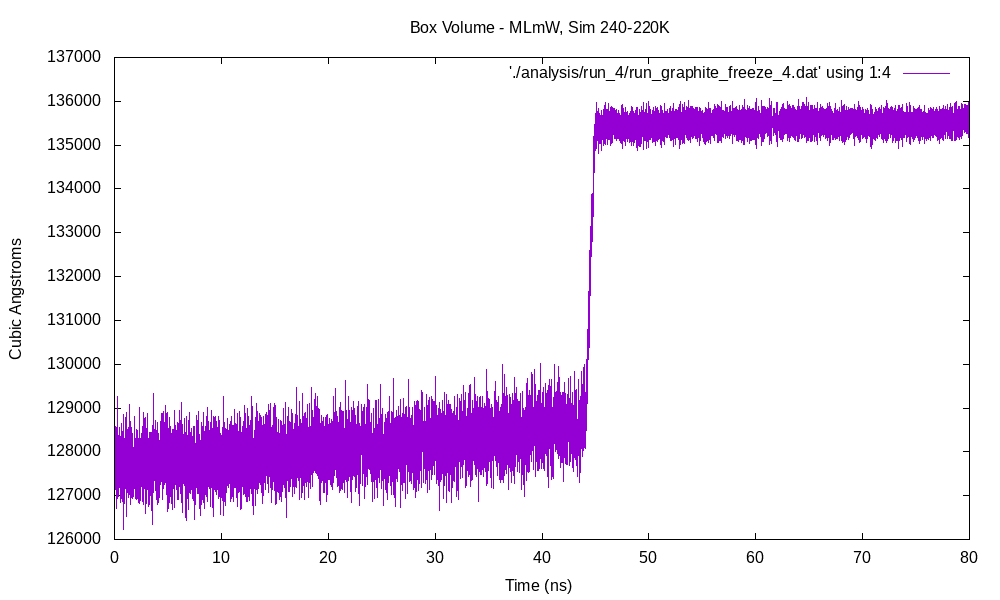 Box Volume - MLmW, Sim 240-220K
'./analysis/run_4/run_graphite_freeze_4.dat' using 1:4
137000
136000
135000
134000
133000
132000
131000
130000
129000
128000
127000
126000
Cubic Angstroms
0 10 20 30 40 50 60 70 80
Time (ns)